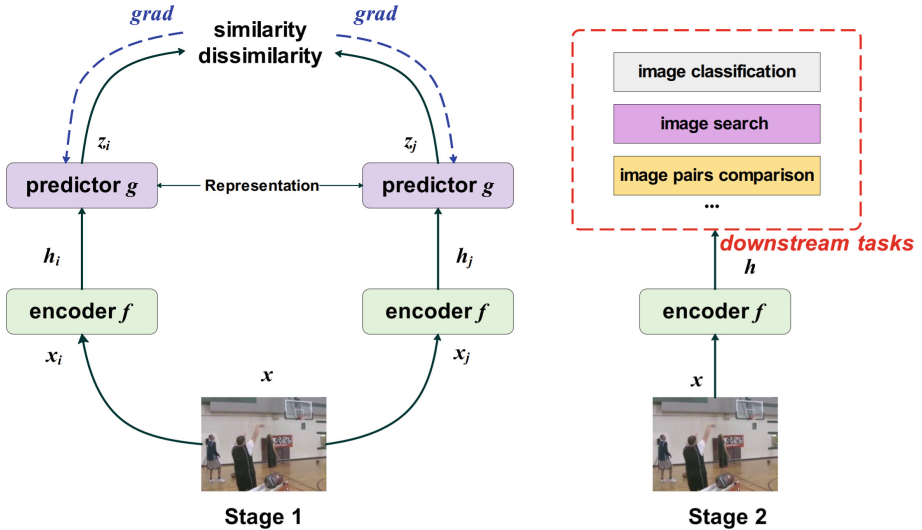 grad
grad
similarity
dissimilarity
z_i
z_j
predictor g
Representation
predictor g
h_i
h_j
encoder f
encoder f
x_i
x_j
x
Stage 1
image classification
image search
image pairs comparison
...
downstream tasks
h
encoder f
x
Stage 2